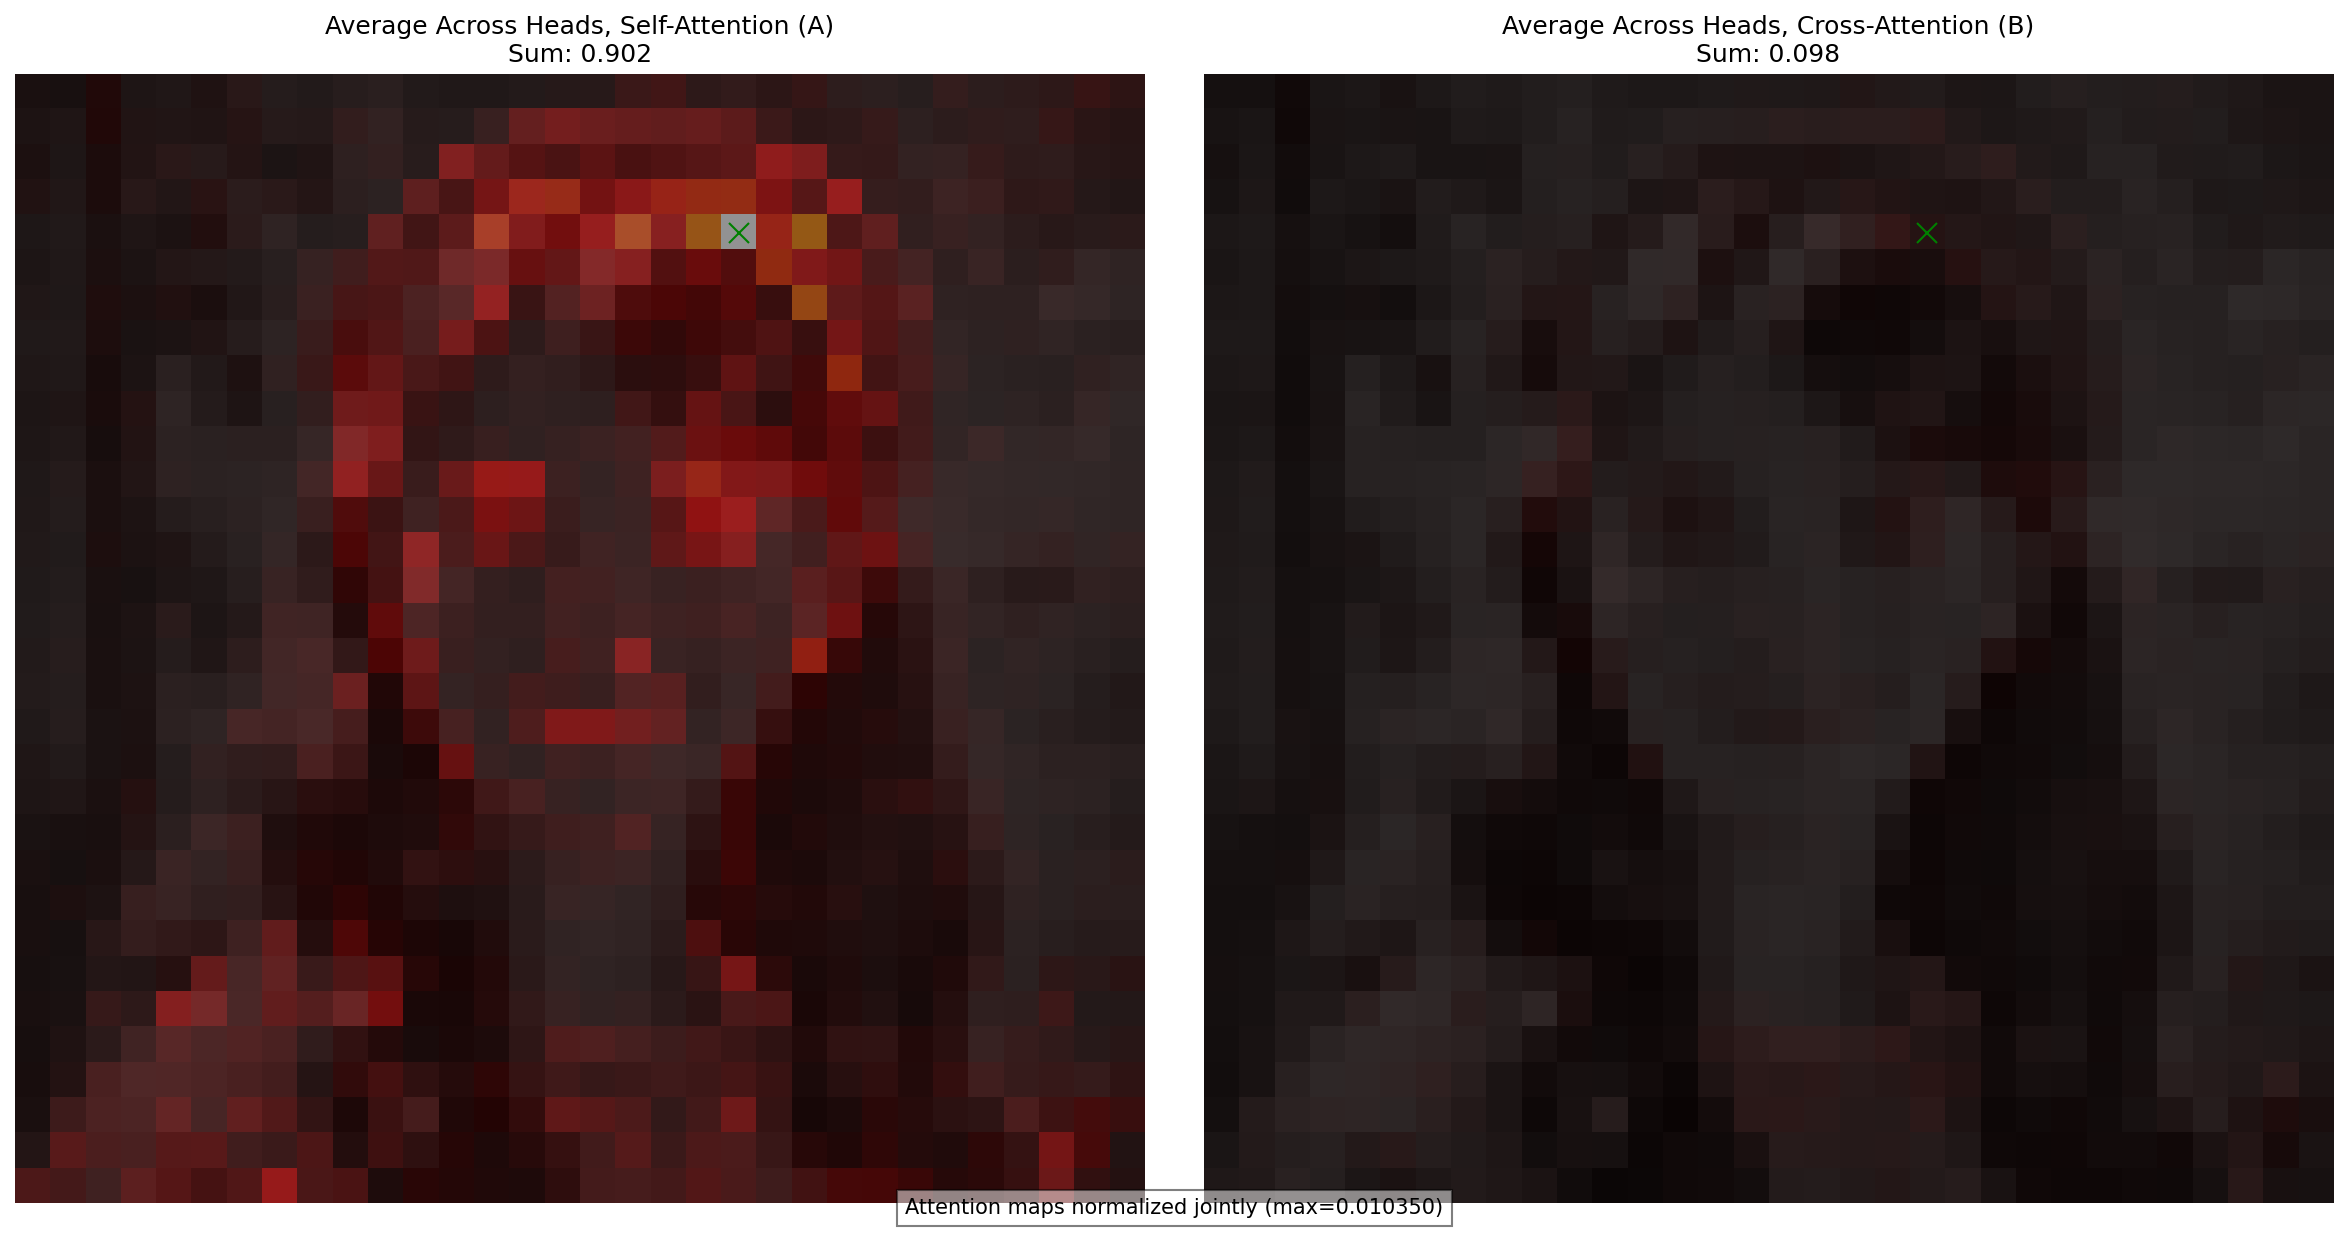 Average Across Heads, Self-Attention (A)
Sum: 0.902
Average Across Heads, Cross-Attention (B)
Sum: 0.098
Attention maps normalized jointly (max=0.010350)